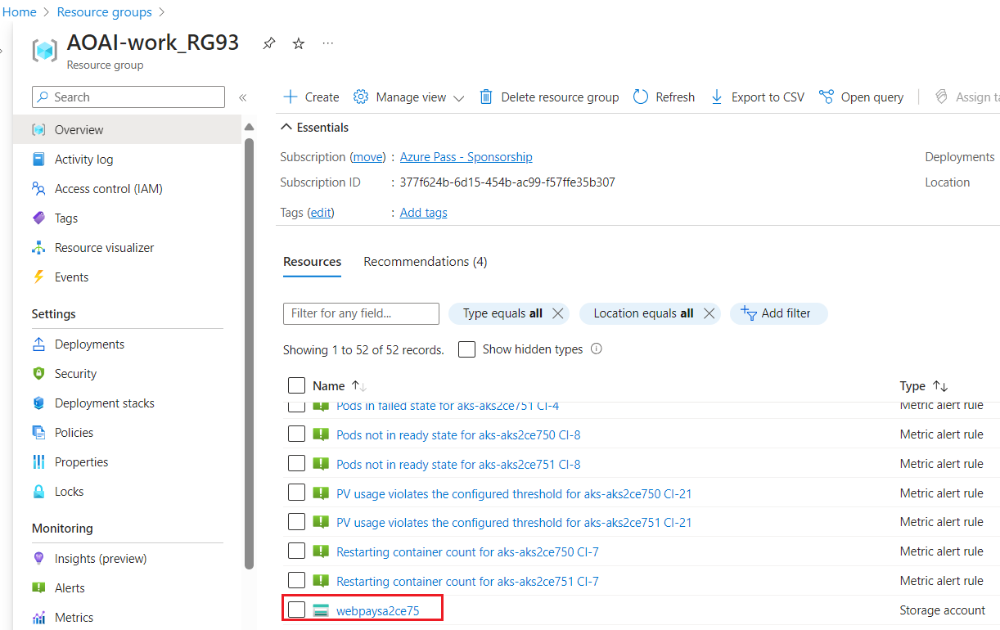 Home > Resource groups >
AOAI-work_RG93
Resource group
Search
Create
Manage view
Delete resource group
Refresh
Export to CSV
Open query
Assign ta
Overview
Activity log
Access control (IAM)
Tags
Resource visualizer
Events
Settings
Deployments
Security
Deployment stacks
Policies
Properties
Locks
Monitoring
Insights (preview)
Alerts
Metrics
Essentials
Subscription (move) : Azure Pass - Sponsorship
Deployments
Subscription ID : 377f624b-6d15-454b-ac99-f57ffe35b307
Location
Tags (edit) : Add tags
Resources
Recommendations (4)
Filter for any field...
Type equals all
Location equals all
Add filter
Showing 1 to 52 of 52 records.
Show hidden types
Name
Type
Pods in failed state for aks-aks2ce751 CI-4
Metric alert rule
Pods not in ready state for aks-aks2ce750 CI-8
Metric alert rule
Pods not in ready state for aks-aks2ce751 CI-8
Metric alert rule
PV usage violates the configured threshold for aks-aks2ce750 CI-21
Metric alert rule
PV usage violates the configured threshold for aks-aks2ce751 CI-21
Metric alert rule
Restarting container count for aks-aks2ce750 CI-7
Metric alert rule
Restarting container count for aks-aks2ce751 CI-7
Metric alert rule
webpaysa2ce75
Storage account